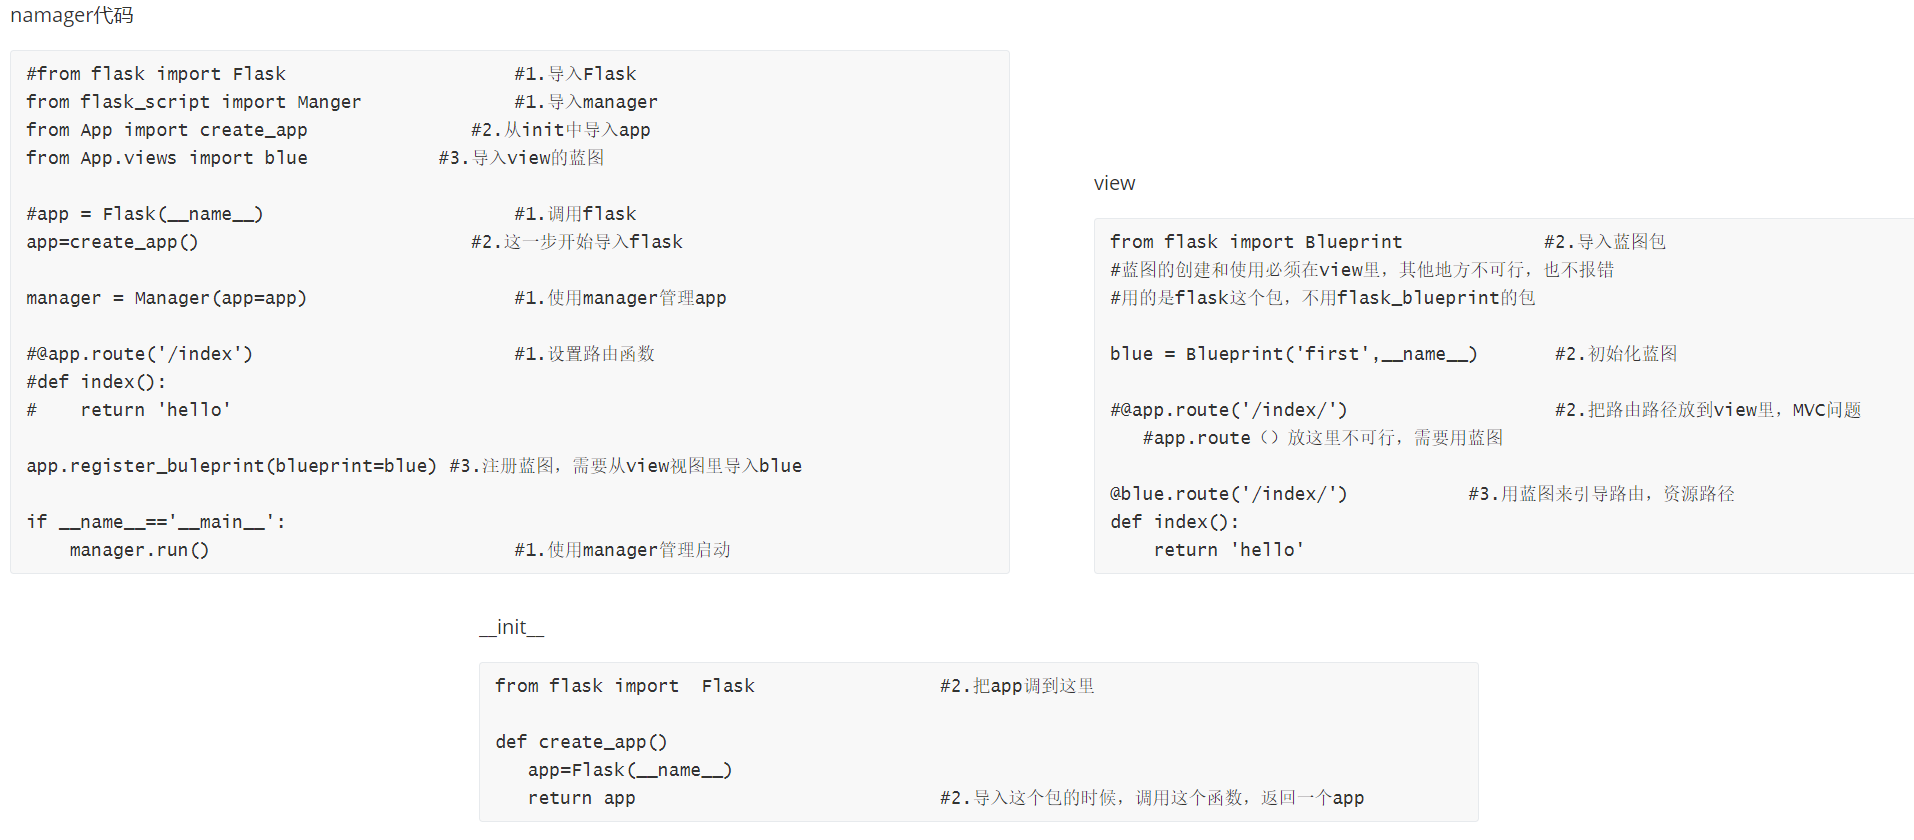 namager代码
#from flask import Flask #1.导入Flask
from flask_script import Manger #1.导入manager
from App import create_app #2.从init中导入app
from App.views import blue #3.导入view的蓝图
#app = Flask(__name__) #1.调用flask
app=create_app() #2.这一步开始导入flask
manager = Manager(app=app) #1.使用manager管理app
#@app.route('/index') #1.设置路由函数
#def index():
#    return 'hello'
app.register_buleprint(blueprint=blue) #3.注册蓝图，需要从view视图里导入blue
if __name__=='__main__':
    manager.run() #1.使用manager管理启动
view
from flask import Blueprint #2.导入蓝图包
#蓝图的创建和使用必须在view里，其他地方不可行，也不报错
#用的是flask这个包，不用flask_blueprint的包
blue = Blueprint('first',__name__) #2.初始化蓝图
#@app.route('/index/') #2.把路由路径放到view里，MVC问题
   #app.route（）放这里不可行，需要用蓝图
@blue.route('/index/') #3.用蓝图来引导路由，资源路径
def index():
    return 'hello'
__init__
from flask import  Flask #2.把app调到这里
def create_app()
   app=Flask(__name__)
   return app #2.导入这个包的时候，调用这个函数，返回一个app